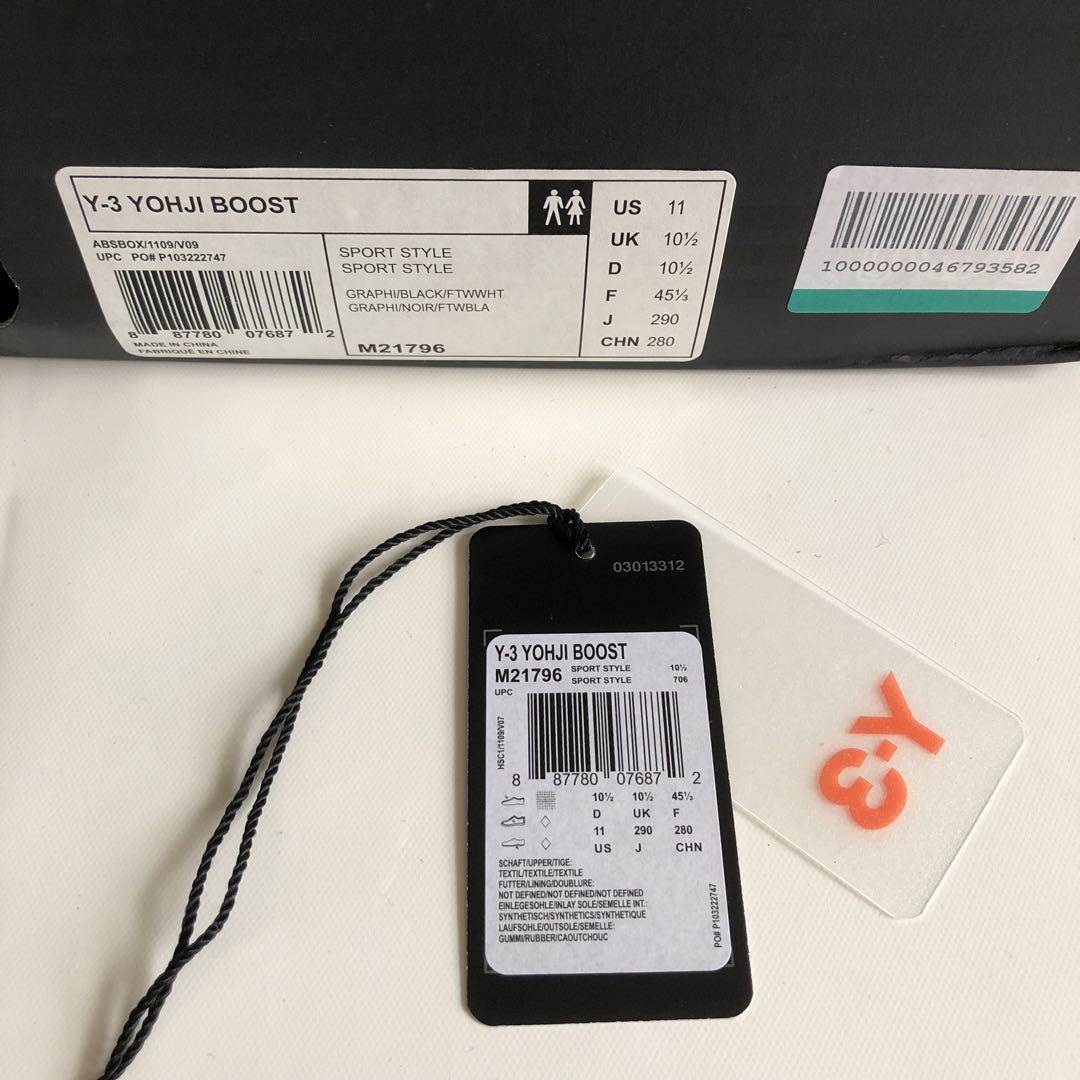 Y-3 YOHJI BOOST
ABSBOX/1109/V09
UPC PO# P103222747
8 87780 07687 2
MADE IN CHINA
FABRIQUÉ EN CHINE
SPORT STYLE
SPORT STYLE
GRAPHI/BLACK/FTWWHT
GRAPHI/NOIR/FTWBLA
M21796
US 11
UK 10½
D 10½
F 45⅓
J 290
CHN 280
1000000046793582
03013312
Y-3 YOHJI BOOST
M21796 SPORT STYLE 10½
SPORT STYLE 706
UPC
HSC1/1109/V07
8 87780 07687 2
10½ 10½ 45⅓
D UK F
11 290 280
US J CHN
SCHAFT/UPPER/TIGE:
TEXTIL/TEXTILE/TEXTILE
FUTTER/LINING/DOUBLURE:
NOT DEFINED/NOT DEFINED/NOT DEFINED
EINLEGESOHLE/INLAY SOLE/SEMELLE INT.:
SYNTHETISCH/SYNTHETICS/SYNTHETIQUE
LAUFSOHLE/OUTSOLE/SEMELLE:
GUMMI/RUBBER/CAOUTCHOUC
PO# P103222747
Y-3